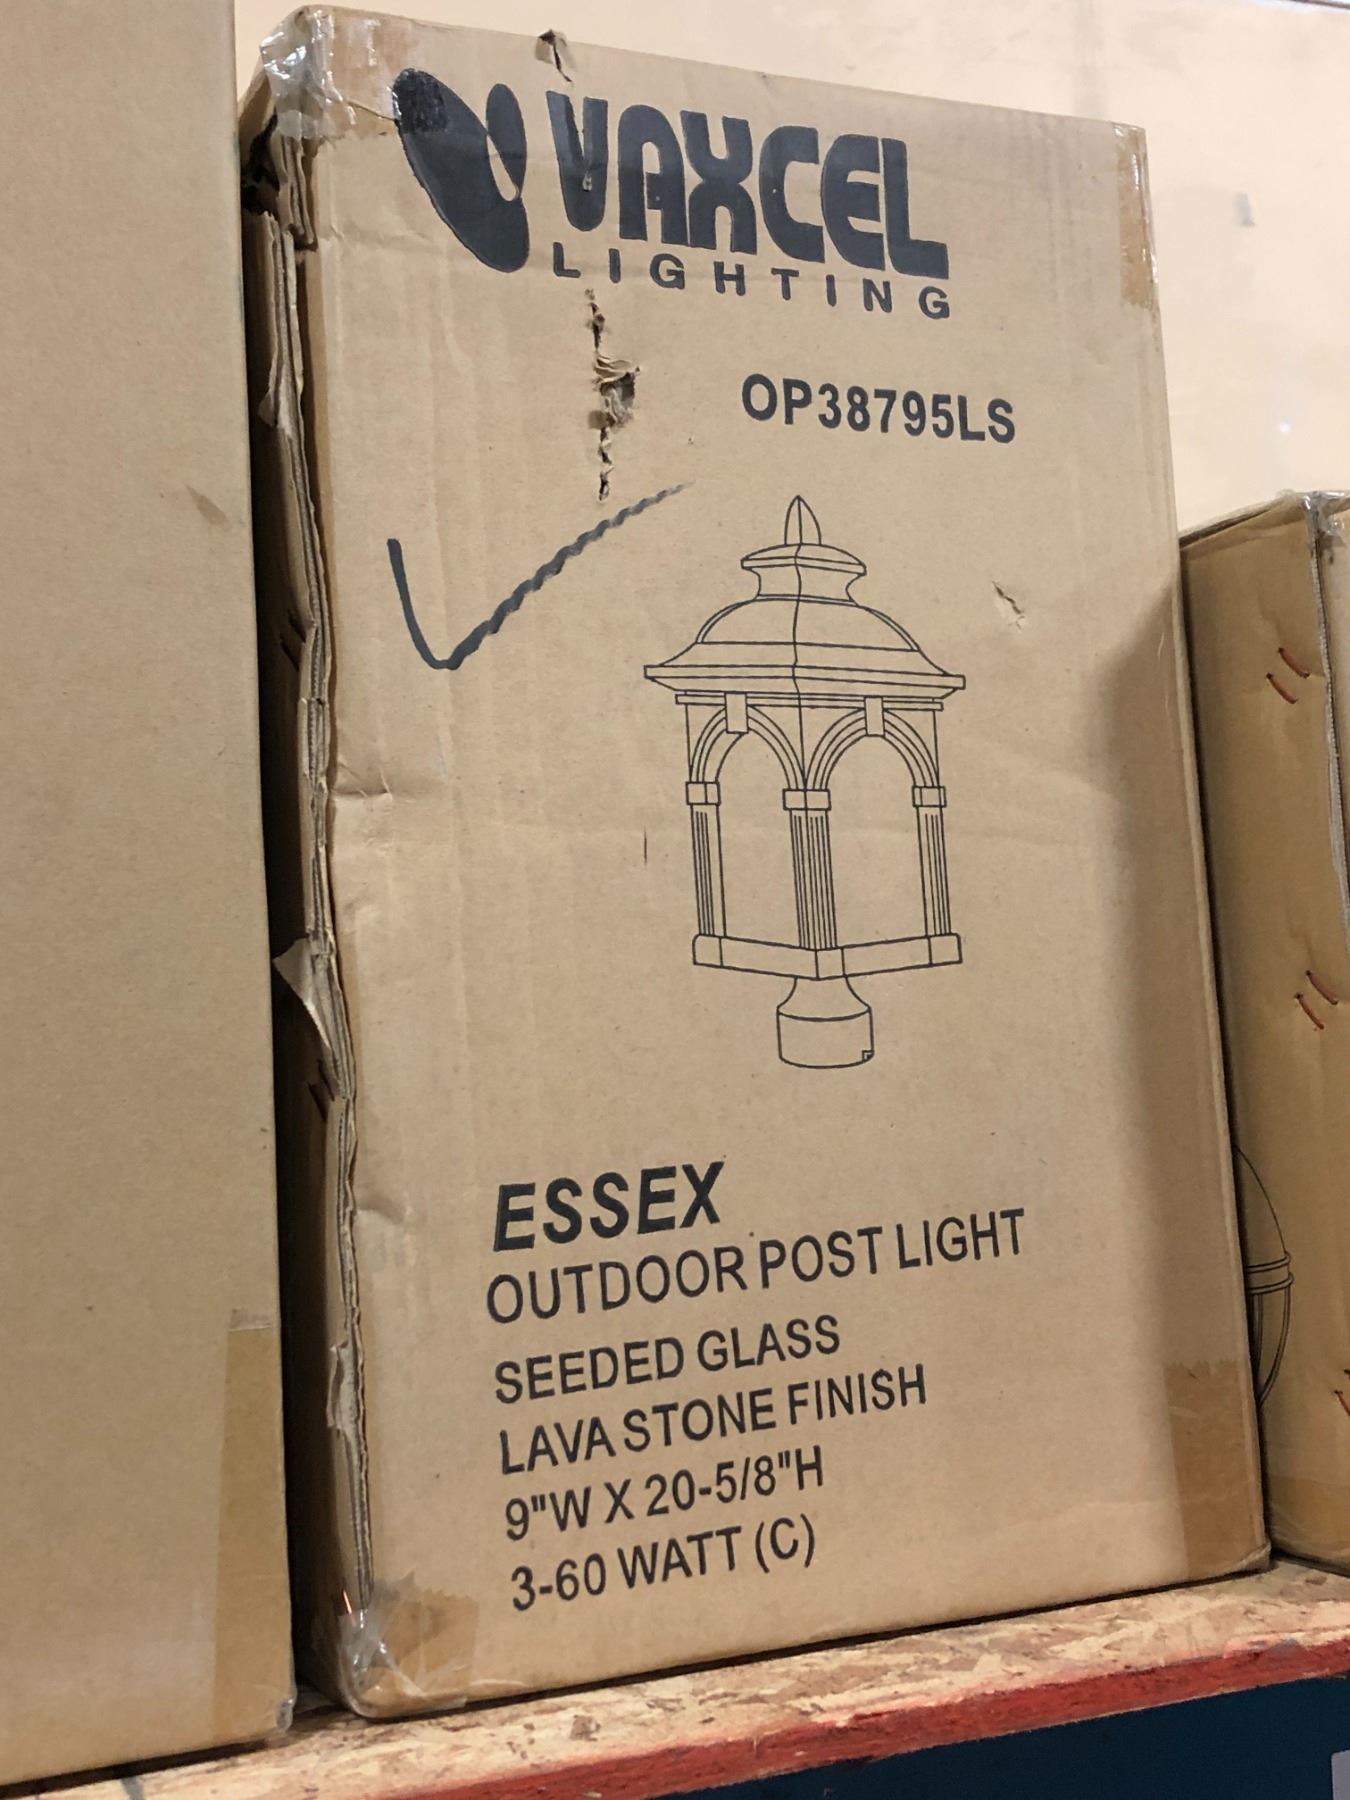 VAXCEL
LIGHTING
OP38795LS
ESSEX
OUTDOOR POST LIGHT
SEEDED GLASS
LAVA STONE FINISH
9"W X 20-5/8"H
3-60 WATT (C)